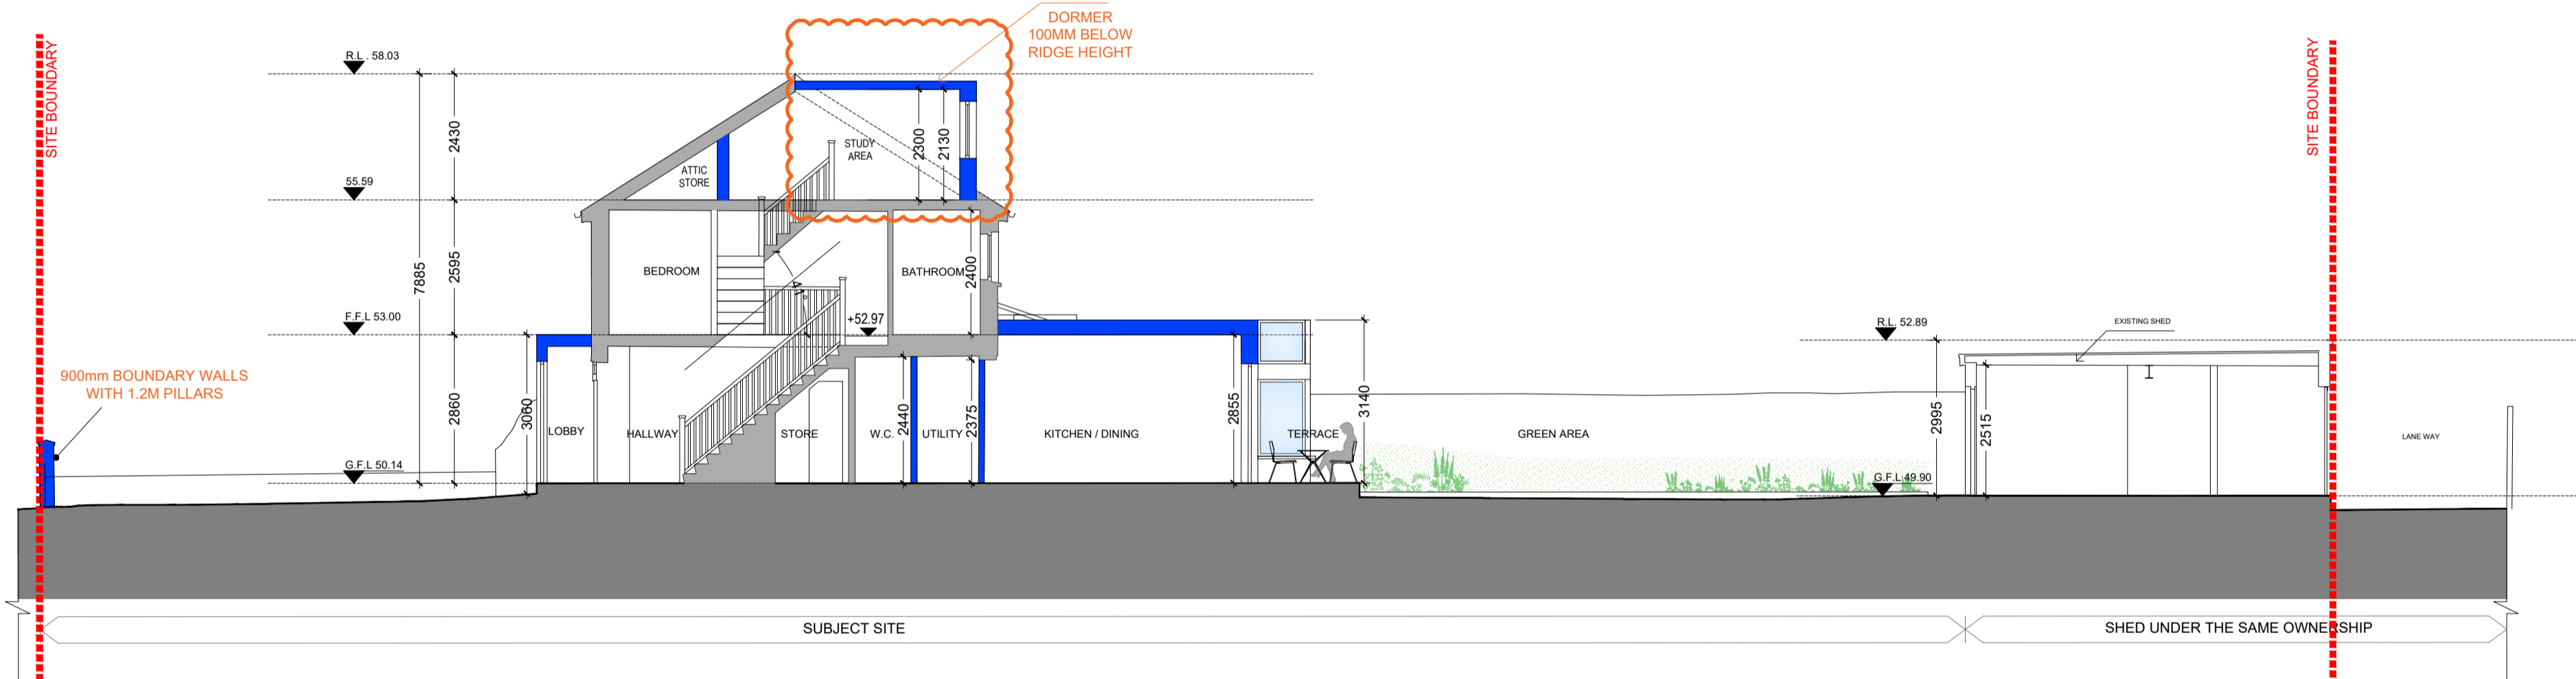 SITE BOUNDARY
DORMER
100MM BELOW
RIDGE HEIGHT
SITE BOUNDARY
R.L . 58.03
2430
STUDY
AREA
2300
2130
ATTIC
STORE
55.59
7885
2595
BEDROOM
BATHROOM
2400
41°
F.F.L 53.00
+52.97
R.L. 52.89
EXISTING SHED
900mm BOUNDARY WALLS
WITH 1.2M PILLARS
2860
3060
LOBBY
HALLWAY
STORE
W.C.
2440
UTILITY
2375
KITCHEN / DINING
2855
TERRACE
3140
GREEN AREA
2995
2515
LANE WAY
G.F.L 50.14
G.F.L 49.90
SUBJECT SITE
SHED UNDER THE SAME OWNERSHIP